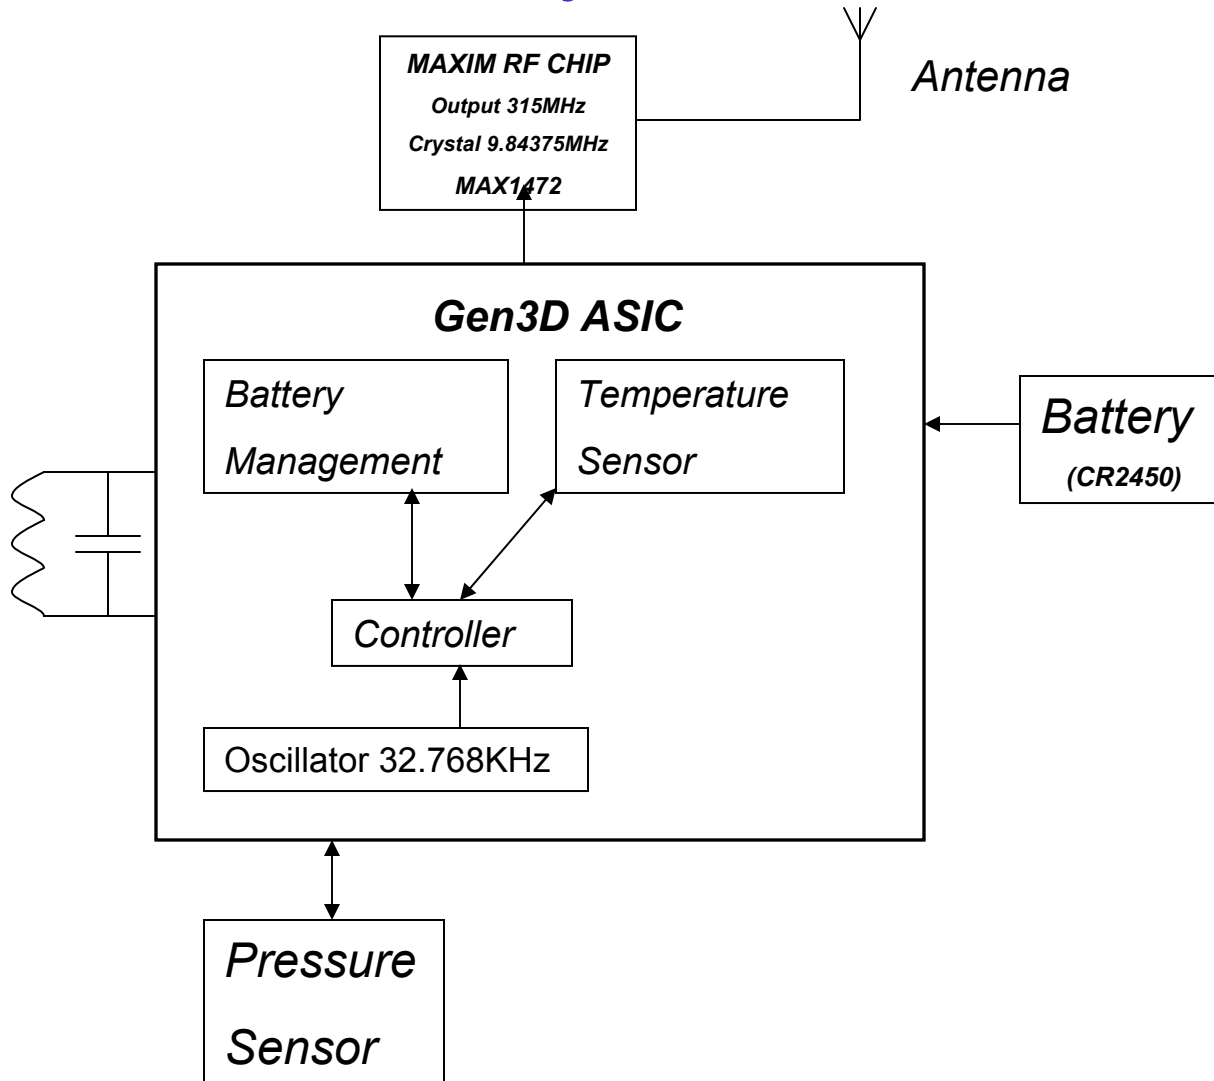 MAXIM RF CHIP
Output 315MHz
Crystal 9.84375MHz
MAX1472
Antenna
Gen3D ASIC
Battery
Management
Temperature
Sensor
Battery
(CR2450)
Controller
Oscillator 32.768KHz
Pressure
Sensor